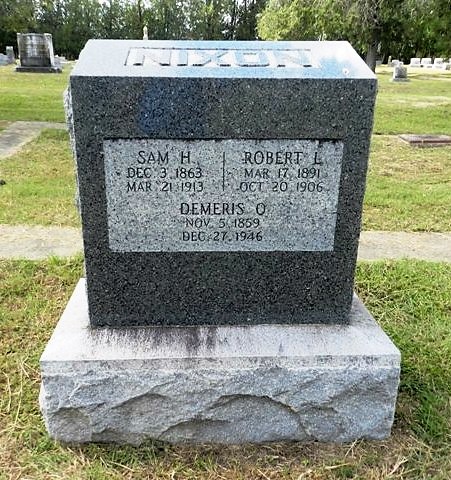 NIXON
SAM H.
DEC. 3, 1863
MAR. 21, 1913
ROBERT L.
MAR. 17, 1891
OCT. 20, 1906
DEMERIS O.
NOV. 5, 1859
DEC. 27, 1946